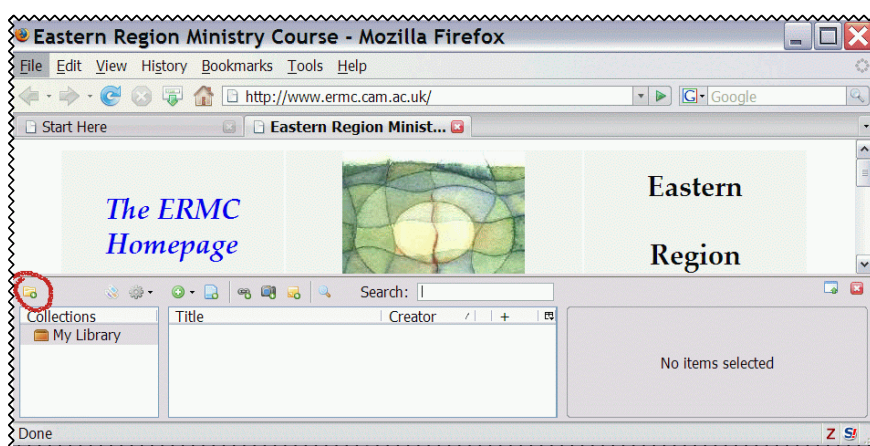 Eastern Region Ministry Course - Mozilla Firefox
File Edit View History Bookmarks Tools Help
http://www.ermc.cam.ac.uk/ G Google
Start Here Eastern Region Minist...
The ERMC
Homepage
Eastern
Region
Search:
Collections Title Creator +
My Library
No items selected
Done Z S!